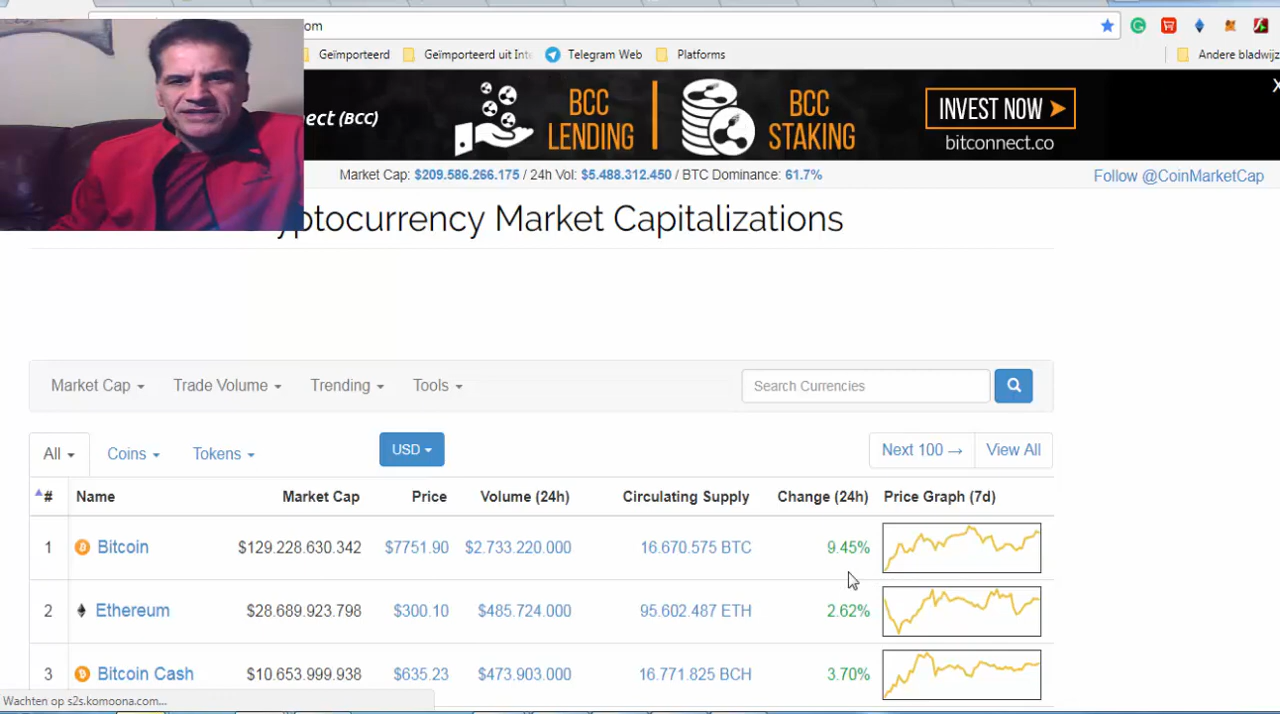 om
Geïmporteerd Geïmporteerd uit Int Telegram Web Platforms Andere bladwijz
ect (BCC) BCC LENDING BCC STAKING INVEST NOW
bitconnect.co
Market Cap: $209.586.266.175 / 24h Vol: $5.488.312.450 / BTC Dominance: 61.7% Follow @CoinMarketCap
yptocurrency Market Capitalizations
Market Cap Trade Volume Trending Tools Search Currencies
All Coins Tokens USD Next 100 → View All
# Name Market Cap Price Volume (24h) Circulating Supply Change (24h) Price Graph (7d)
1 Bitcoin $129.228.630.342 $7751.90 $2.733.220.000 16.670.575 BTC 9.45%
2 Ethereum $28.689.923.798 $300.10 $485.724.000 95.602.487 ETH 2.62%
3 Bitcoin Cash $10.653.999.938 $635.23 $473.903.000 16.771.825 BCH 3.70%
Wachten op s2s.komoona.com...